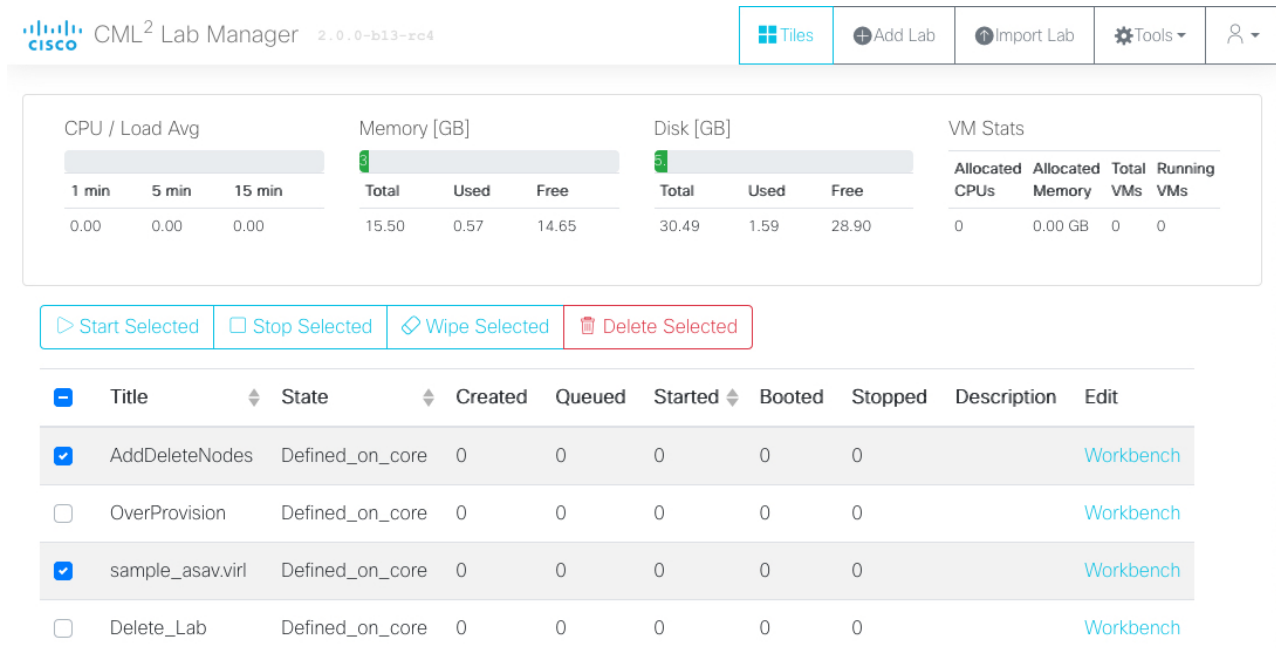 CISCO CML2 Lab Manager 2.0.0-b13-rc4 Tiles Add Lab Import Lab Tools
CPU / Load Avg Memory [GB] Disk [GB] VM Stats
3 5.
Allocated CPUs Allocated Memory Total VMs Running VMs
1 min 5 min 15 min Total Used Free Total Used Free
0.00 0.00 0.00 15.50 0.57 14.65 30.49 1.59 28.90 0 0.00 GB 0 0
Start Selected Stop Selected Wipe Selected Delete Selected
Title State Created Queued Started Booted Stopped Description Edit
AddDeleteNodes Defined_on_core 0 0 0 0 0 Workbench
OverProvision Defined_on_core 0 0 0 0 0 Workbench
sample_asav.virl Defined_on_core 0 0 0 0 0 Workbench
Delete_Lab Defined_on_core 0 0 0 0 0 Workbench